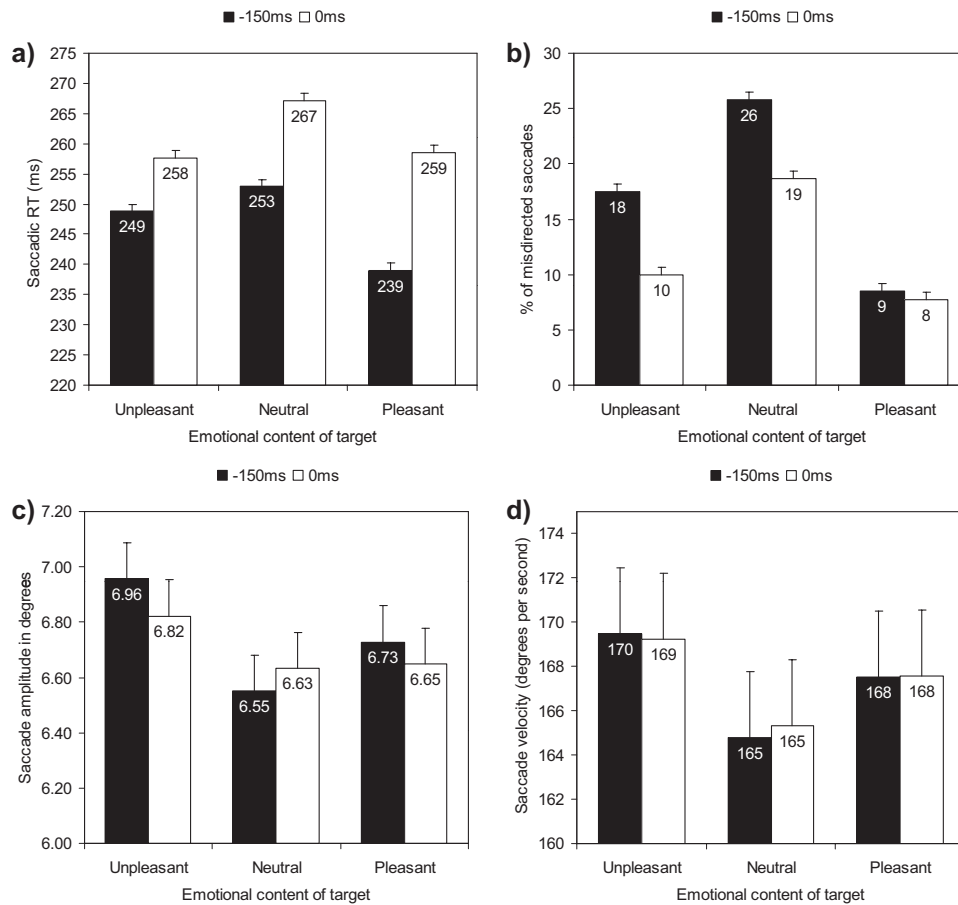 ■ -150ms □ 0ms
a)
Saccadic RT (ms)
275
270
265
260
255
250
245
240
235
230
225
220
249
258
253
267
239
259
Unpleasant Neutral Pleasant
Emotional content of target
■ -150ms □ 0ms
b)
% of misdirected saccades
30
25
20
15
10
5
0
18
10
26
19
9
8
Unpleasant Neutral Pleasant
Emotional content of target
■ -150ms □ 0ms
c)
Saccade amplitude in degrees
7.20
7.00
6.80
6.60
6.40
6.20
6.00
6.96
6.82
6.55
6.63
6.73
6.65
Unpleasant Neutral Pleasant
Emotional content of target
■ -150ms □ 0ms
d)
Saccade velocity (degrees per second)
174
172
170
168
166
164
162
160
170
169
165
165
168
168
Unpleasant Neutral Pleasant
Emotional content of target